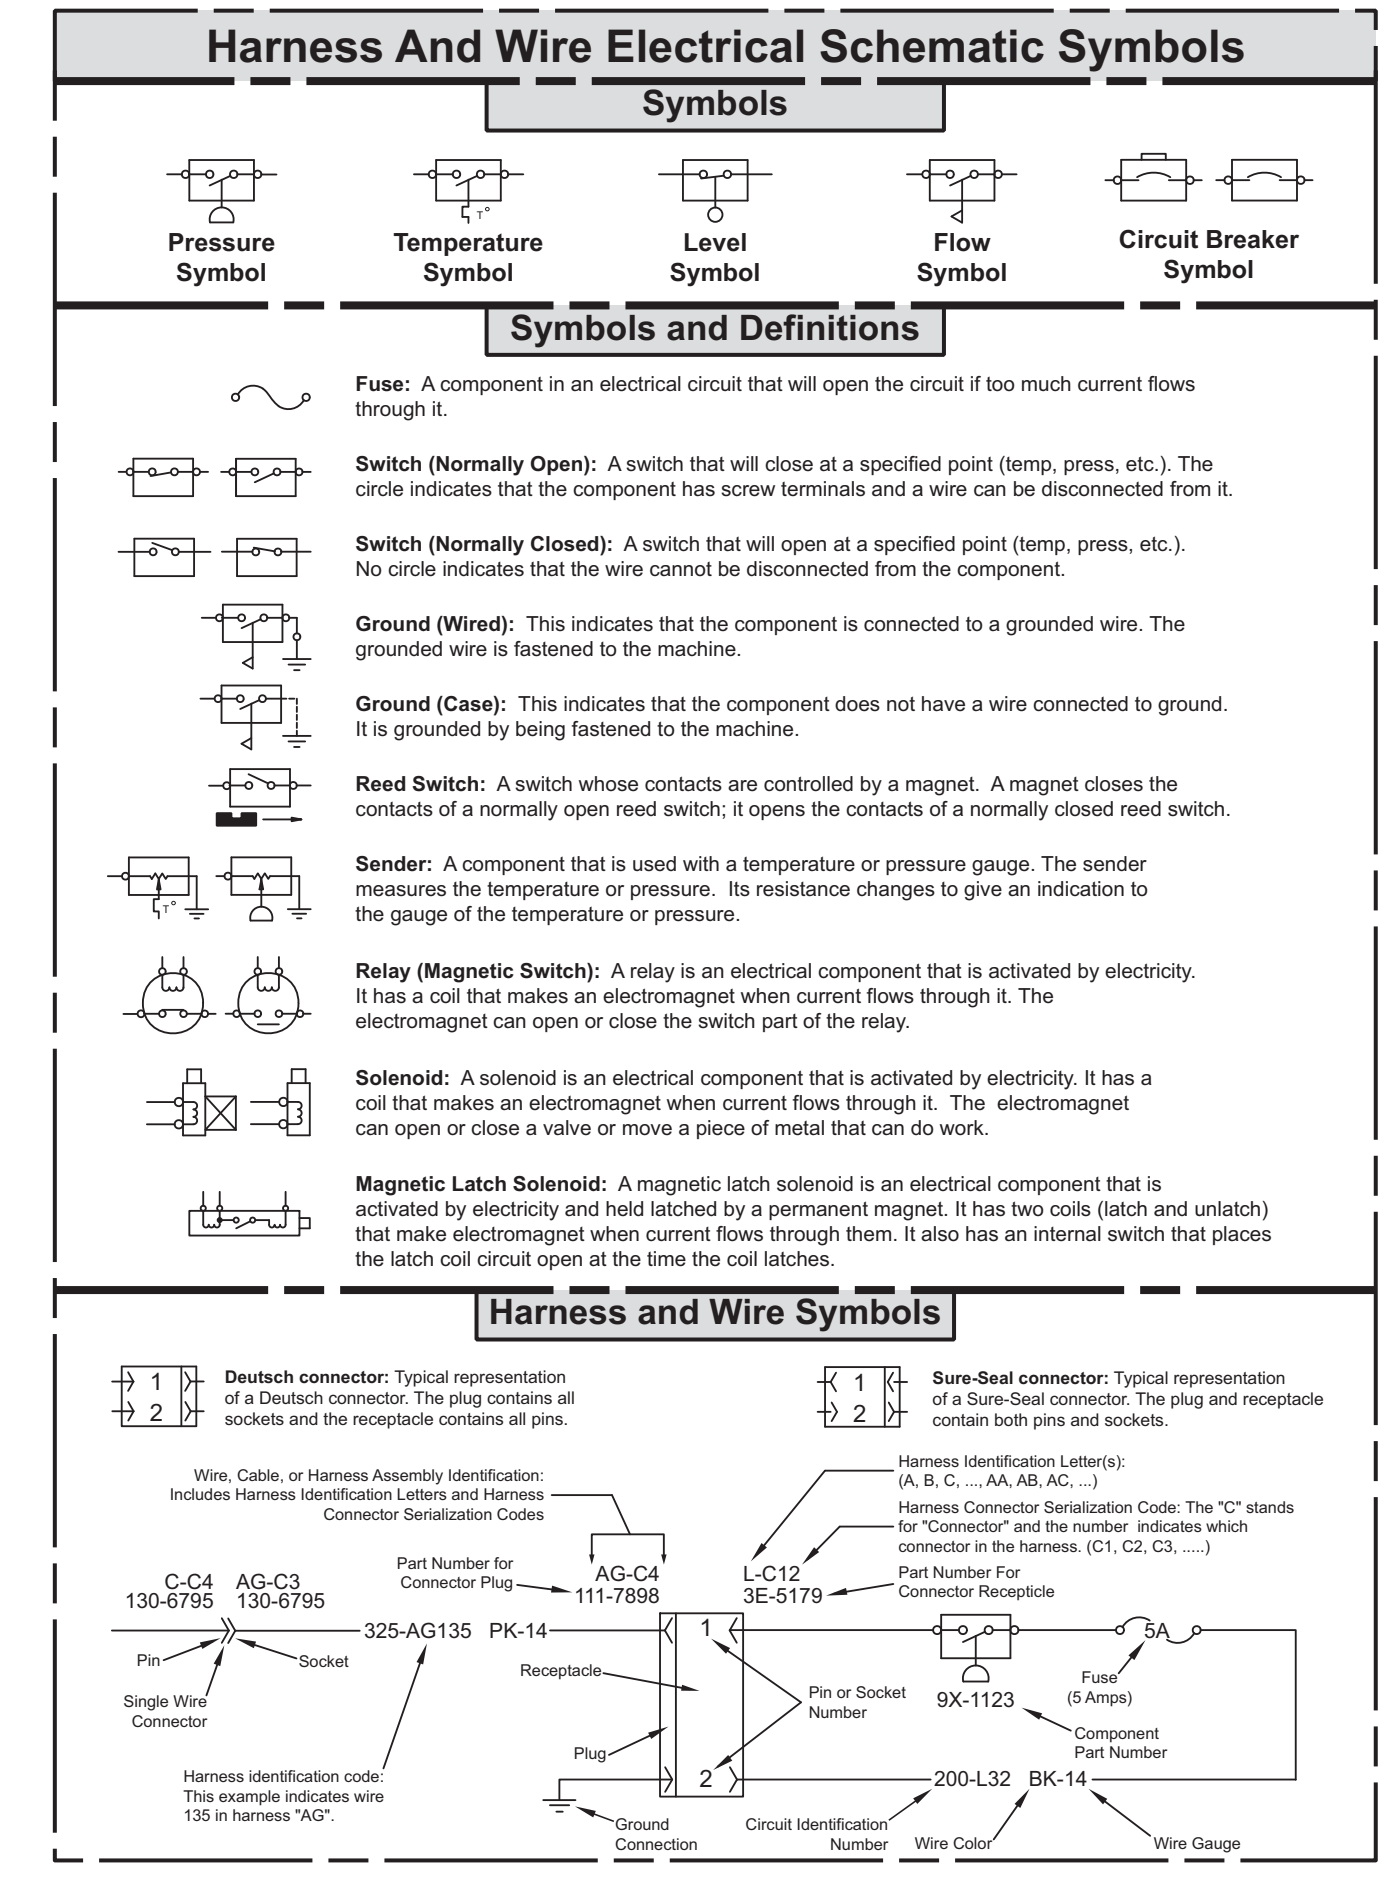 Harness And Wire Electrical Schematic Symbols
Symbols
T°
Pressure
Symbol
Temperature
Symbol
Level
Symbol
Flow
Symbol
Circuit Breaker
Symbol
Symbols and Definitions
Fuse: A component in an electrical circuit that will open the circuit if too much current flows
through it.
Switch (Normally Open): A switch that will close at a specified point (temp, press, etc.). The
circle indicates that the component has screw terminals and a wire can be disconnected from it.
Switch (Normally Closed): A switch that will open at a specified point (temp, press, etc.).
No circle indicates that the wire cannot be disconnected from the component.
Ground (Wired): This indicates that the component is connected to a grounded wire. The
grounded wire is fastened to the machine.
Ground (Case): This indicates that the component does not have a wire connected to ground.
It is grounded by being fastened to the machine.
Reed Switch: A switch whose contacts are controlled by a magnet. A magnet closes the
contacts of a normally open reed switch; it opens the contacts of a normally closed reed switch.
T°
Sender: A component that is used with a temperature or pressure gauge. The sender
measures the temperature or pressure. Its resistance changes to give an indication to
the gauge of the temperature or pressure.
Relay (Magnetic Switch): A relay is an electrical component that is activated by electricity.
It has a coil that makes an electromagnet when current flows through it. The
electromagnet can open or close the switch part of the relay.
Solenoid: A solenoid is an electrical component that is activated by electricity. It has a
coil that makes an electromagnet when current flows through it. The electromagnet
can open or close a valve or move a piece of metal that can do work.
Magnetic Latch Solenoid: A magnetic latch solenoid is an electrical component that is
activated by electricity and held latched by a permanent magnet. It has two coils (latch and unlatch)
that make electromagnet when current flows through them. It also has an internal switch that places
the latch coil circuit open at the time the coil latches.
Harness and Wire Symbols
1
2
Deutsch connector: Typical representation
of a Deutsch connector. The plug contains all
sockets and the receptacle contains all pins.
1
2
Sure-Seal connector: Typical representation
of a Sure-Seal connector. The plug and receptacle
contain both pins and sockets.
Wire, Cable, or Harness Assembly Identification:
Includes Harness Identification Letters and Harness
Connector Serialization Codes
Harness Identification Letter(s):
(A, B, C, ..., AA, AB, AC, ...)
Harness Connector Serialization Code: The "C" stands
for "Connector" and the number indicates which
connector in the harness. (C1, C2, C3, .....)
Part Number for
Connector Plug
AG-C4
111-7898
L-C12
3E-5179
Part Number For
Connector Recepticle
C-C4
130-6795
AG-C3
130-6795
325-AG135 PK-14
1
5A
Pin
Socket
Single Wire
Connector
Receptacle
Pin or Socket
Number
9X-1123
Fuse
(5 Amps)
Component
Part Number
Plug
Harness identification code:
This example indicates wire
135 in harness "AG".
2
200-L32 BK-14
Ground
Connection
Circuit Identification
Number
Wire Color
Wire Gauge